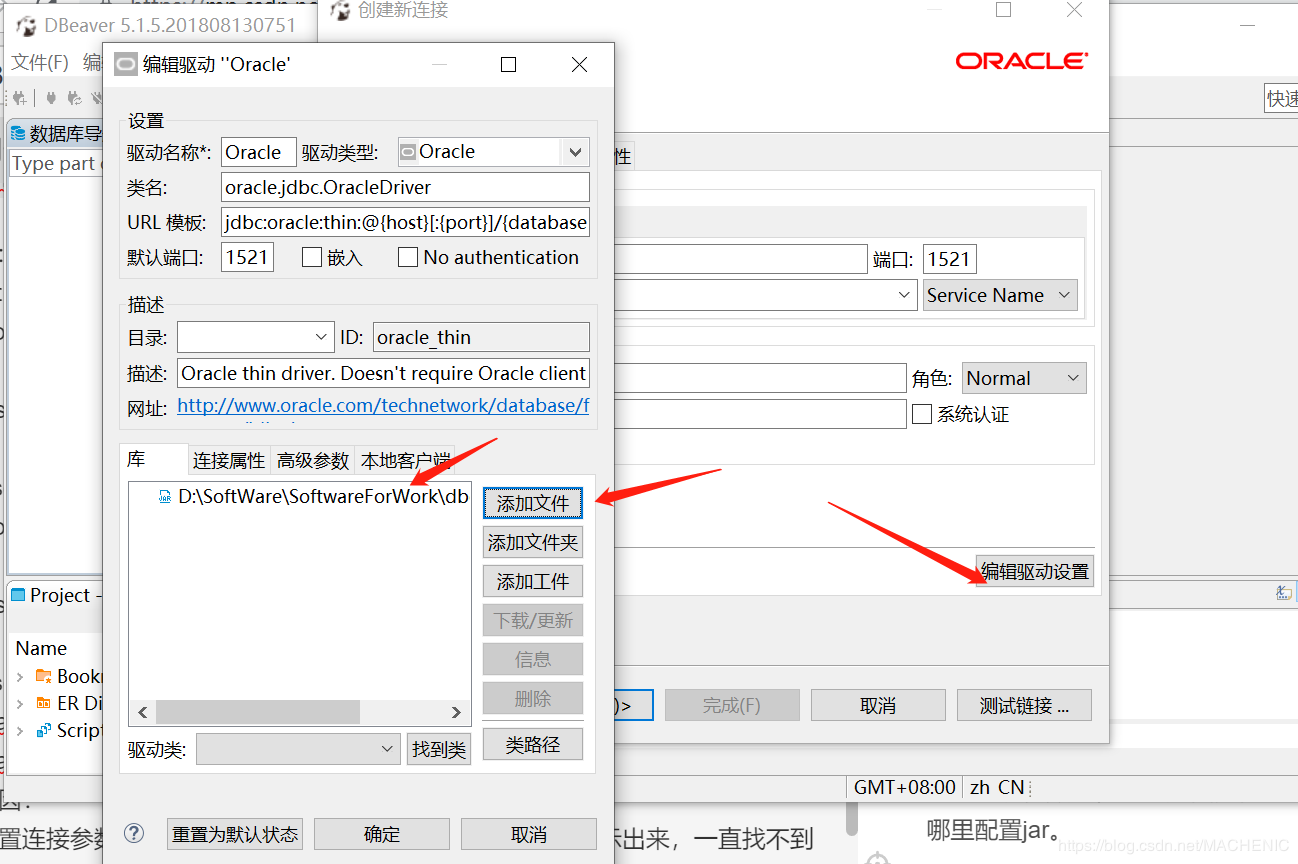 DBeaver 5.1.5.201808130751
创建新连接
文件(F) 编
编辑驱动 ''Oracle'
ORACLE
快速
数据库导
Type part
设置
驱动名称*: Oracle 驱动类型: Oracle
性
类名: oracle.jdbc.OracleDriver
URL 模板: jdbc:oracle:thin:@{host}[:{port}]/{database
默认端口: 1521 嵌入 No authentication
端口: 1521
Service Name
描述
目录: ID: oracle_thin
描述: Oracle thin driver. Doesn't require Oracle client
角色: Normal
网址: http://www.oracle.com/technetwork/database/f
系统认证
库 连接属性 高级参数 本地客户端
D:\SoftWare\SoftwareForWork\db
添加文件
添加文件夹
添加工件
下载/更新
信息
删除
类路径
编辑驱动设置
Project -
Name
Bookr
ER Di
Script
)> 完成(F) 取消 测试链接 ...
驱动类: 找到类
GMT+08:00 zh CN
重置为默认状态 确定 取消
置连接参数
示出来，一直找不到
哪里配置jar。
https://blog.csdn.net/MACHENIC